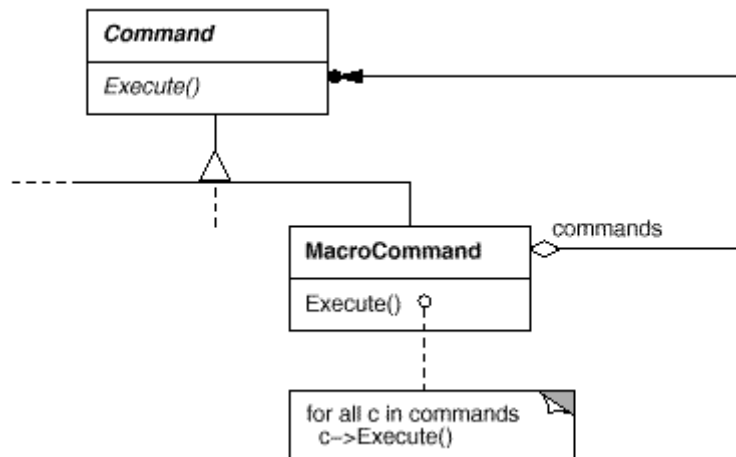 Command
Execute()
commands
MacroCommand
Execute()
for all c in commands
c->Execute()